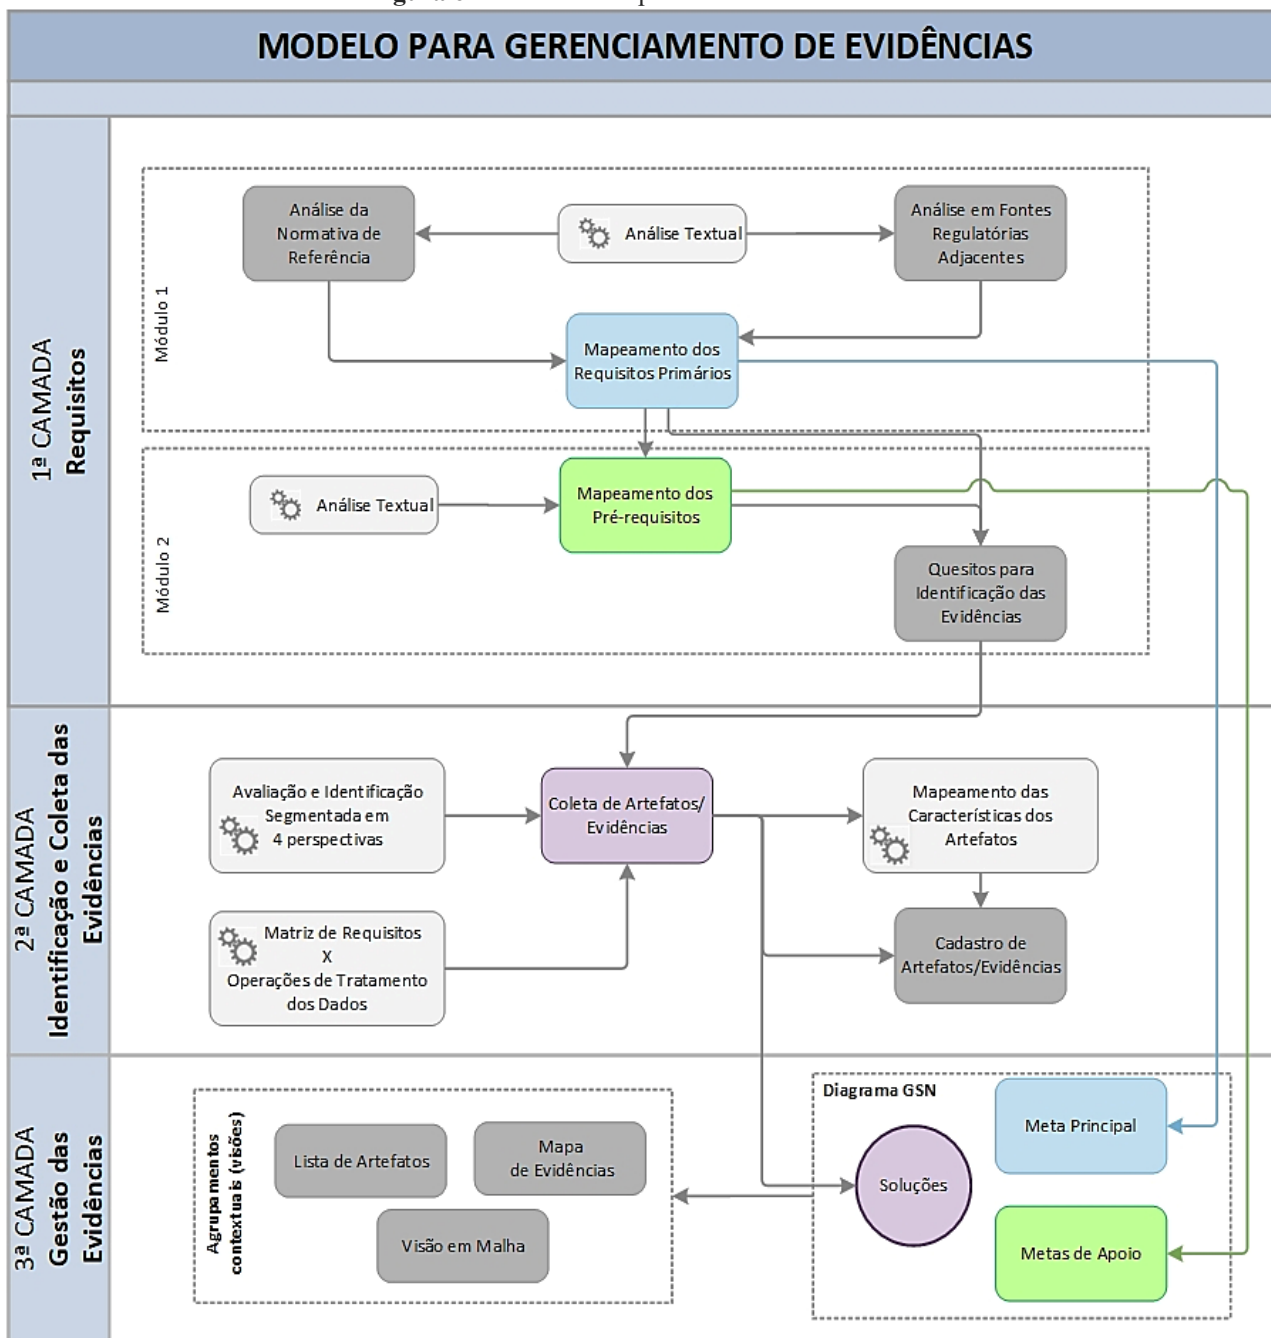 MODELO PARA GERENCIAMENTO DE EVIDÊNCIAS
1ª CAMADA
Requisitos
Módulo 1
Análise da
Normativa de
Referência
Análise Textual
Análise em Fontes
Regulatórias
Adjacentes
Mapeamento dos
Requisitos Primários
Módulo 2
Análise Textual
Mapeamento dos
Pré-requisitos
Quesitos para
Identificação das
Evidências
2ª CAMADA
Identificação e Coleta das
Evidências
Avaliação e Identificação
Segmentada em
4 perspectivas
Coleta de Artefatos/
Evidências
Mapeamento das
Características dos
Artefatos
Matriz de Requisitos
X
Operações de Tratamento
dos Dados
Cadastro de
Artefatos/Evidências
3ª CAMADA
Gestão das
Evidências
Agrupamentos
contextuais (visões)
Lista de Artefatos
Mapa
de Evidências
Visão em Malha
Diagrama GSN
Soluções
Meta Principal
Metas de Apoio